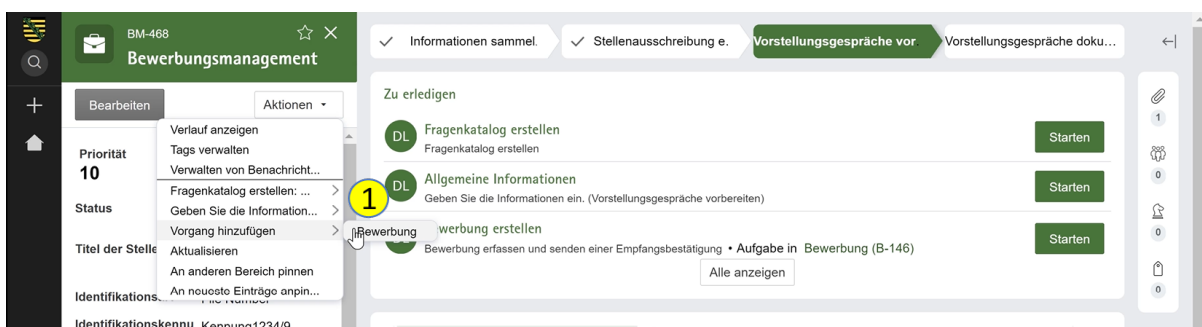 BM-468
Bewerbungsmanagement
Bearbeiten
Aktionen
Verlauf anzeigen
Tags verwalten
Verwalten von Benachricht...
Fragenkatalog erstellen: ...
Geben Sie die Information...
Vorgang hinzufügen
Aktualisieren
An anderen Bereich pinnen
An neueste Einträge anpin...
Priorität
10
Status
Titel der Stelle
Identifikations
File Number
Identifikationskennu Kennung1234/9
1
Bewerbung
Informationen sammel.
Stellenausschreibung e.
Vorstellungsgespräche vor.
Vorstellungsgespräche doku...
Zu erledigen
DL
Fragenkatalog erstellen
Fragenkatalog erstellen
Starten
DL
Allgemeine Informationen
Geben Sie die Informationen ein. (Vorstellungsgespräche vorbereiten)
Starten
werbung erstellen
Bewerbung erfassen und senden einer Empfangsbestätigung • Aufgabe in Bewerbung (B-146)
Starten
Alle anzeigen
1
0
0
0